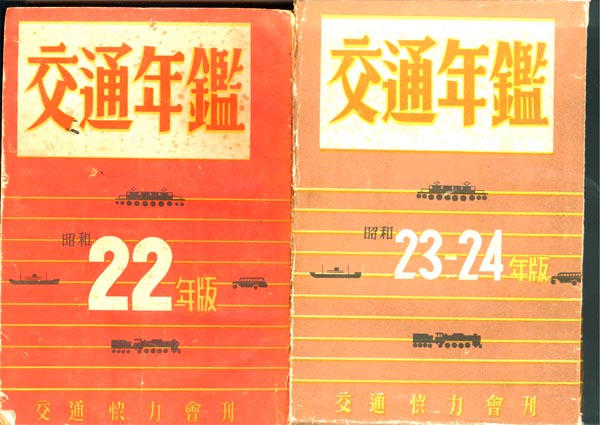 交通年鑑
昭和
22年版
交通協力會刊
交通年鑑
昭和
23-24年版
交通協力會刊